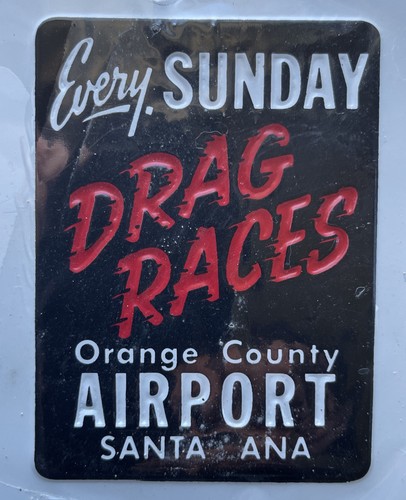 Every. SUNDAY
DRAG
RACES
Orange County
AIRPORT
SANTA ANA